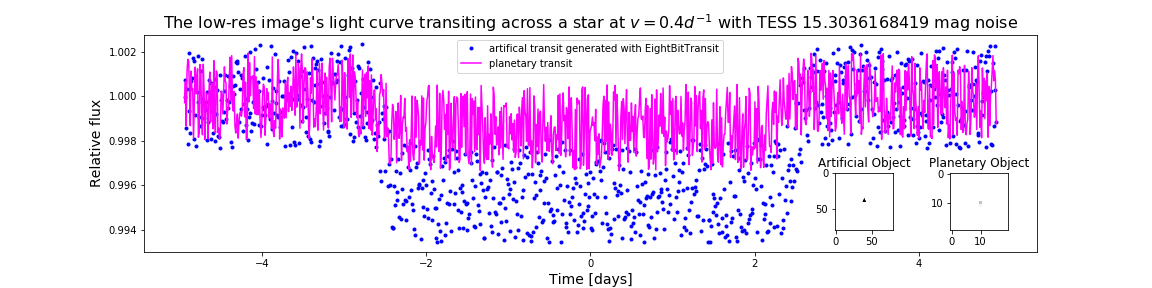 The low-res image's light curve transiting across a star at v = 0.4d⁻¹ with TESS 15.3036168419 mag noise
artifical transit generated with EightBitTransit
planetary transit
Relative flux
1.002
1.000
0.998
0.996
0.994
Artificial Object
0
50
0 50
Planetary Object
0
10
0 10
−4 −2 0 2 4
Time [days]